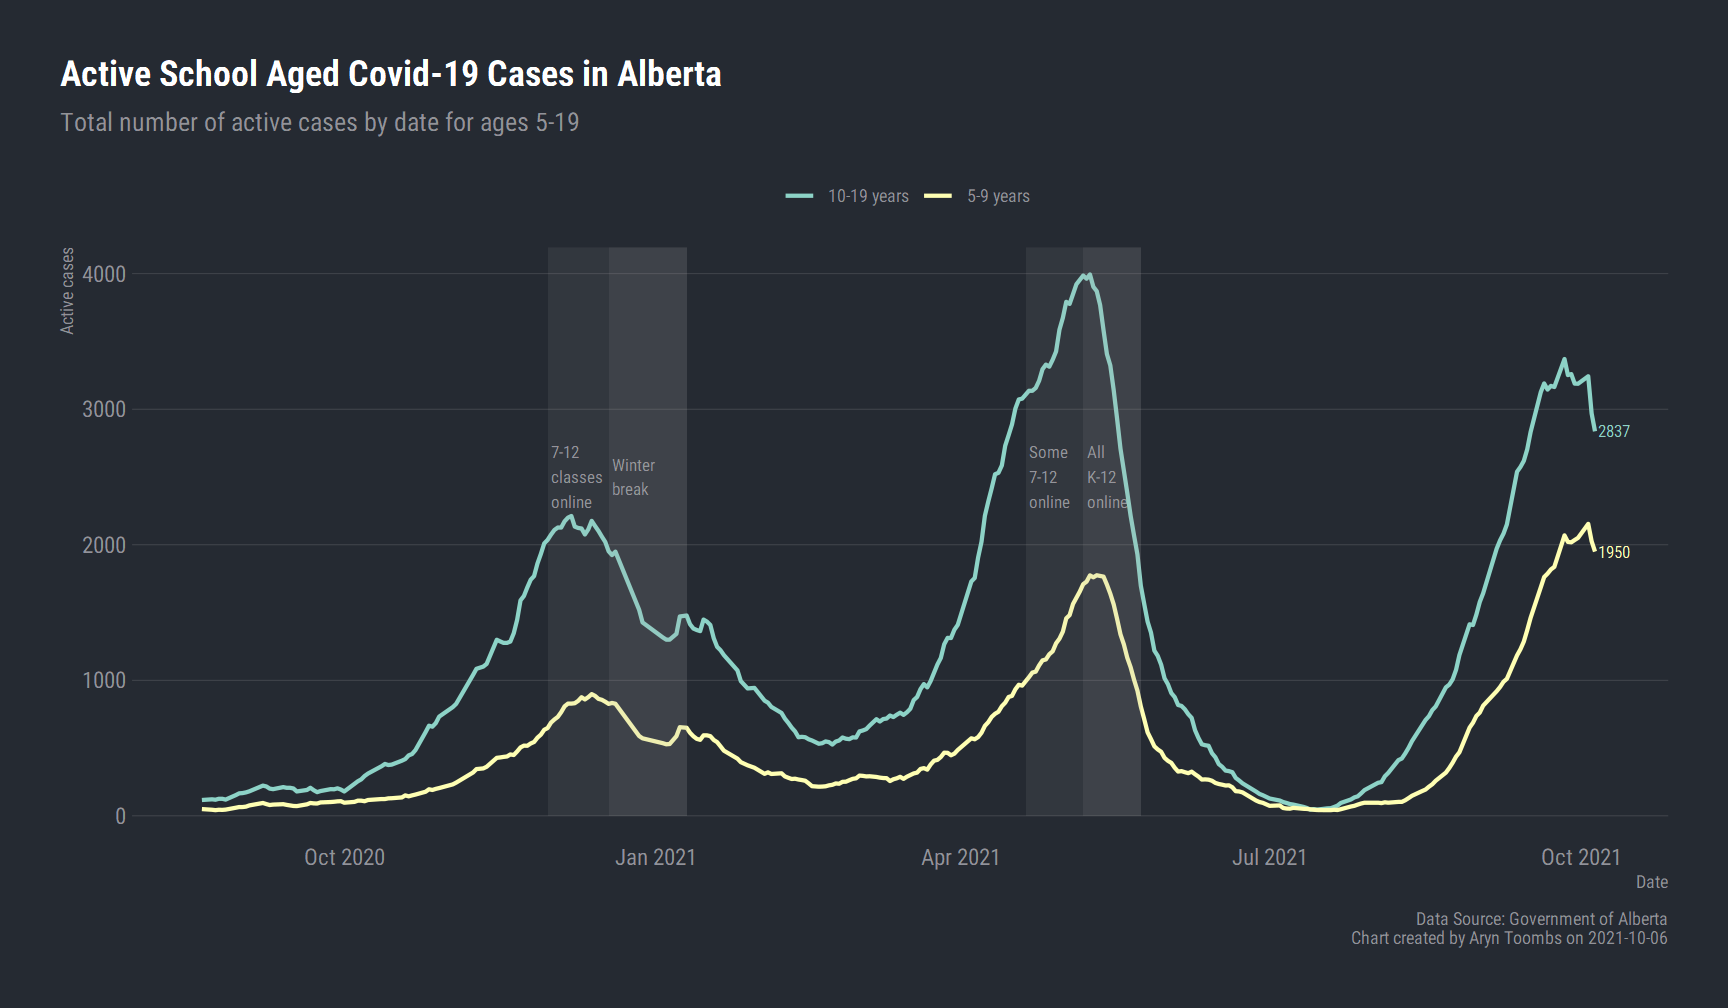 Active School Aged Covid-19 Cases in Alberta
Total number of active cases by date for ages 5-19
10-19 years
5-9 years
Active cases
4000
3000
2000
1000
0
7-12
classes
online
Winter
break
Some
7-12
online
All
K-12
online
2837
1950
Oct 2020
Jan 2021
Apr 2021
Jul 2021
Oct 2021
Date
Data Source: Government of Alberta
Chart created by Aryn Toombs on 2021-10-06